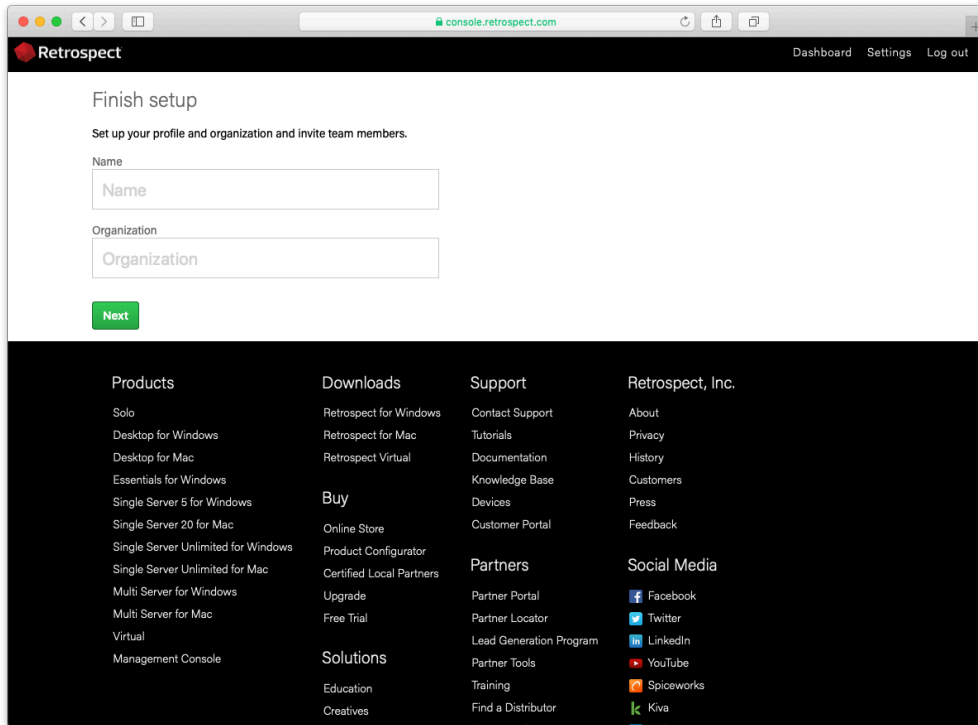 console.retrospect.com
Retrospect
Dashboard Settings Log out
Finish setup
Set up your profile and organization and invite team members.
Name
Name
Organization
Organization
Next
Products
Solo
Desktop for Windows
Desktop for Mac
Essentials for Windows
Single Server 5 for Windows
Single Server 20 for Mac
Single Server Unlimited for Windows
Single Server Unlimited for Mac
Multi Server for Windows
Multi Server for Mac
Virtual
Management Console
Downloads
Retrospect for Windows
Retrospect for Mac
Retrospect Virtual
Buy
Online Store
Product Configurator
Certified Local Partners
Upgrade
Free Trial
Solutions
Education
Creatives
Support
Contact Support
Tutorials
Documentation
Knowledge Base
Devices
Customer Portal
Partners
Partner Portal
Partner Locator
Lead Generation Program
Partner Tools
Training
Find a Distributor
Retrospect, Inc.
About
Privacy
History
Customers
Press
Feedback
Social Media
Facebook
Twitter
LinkedIn
YouTube
Spiceworks
Kiva